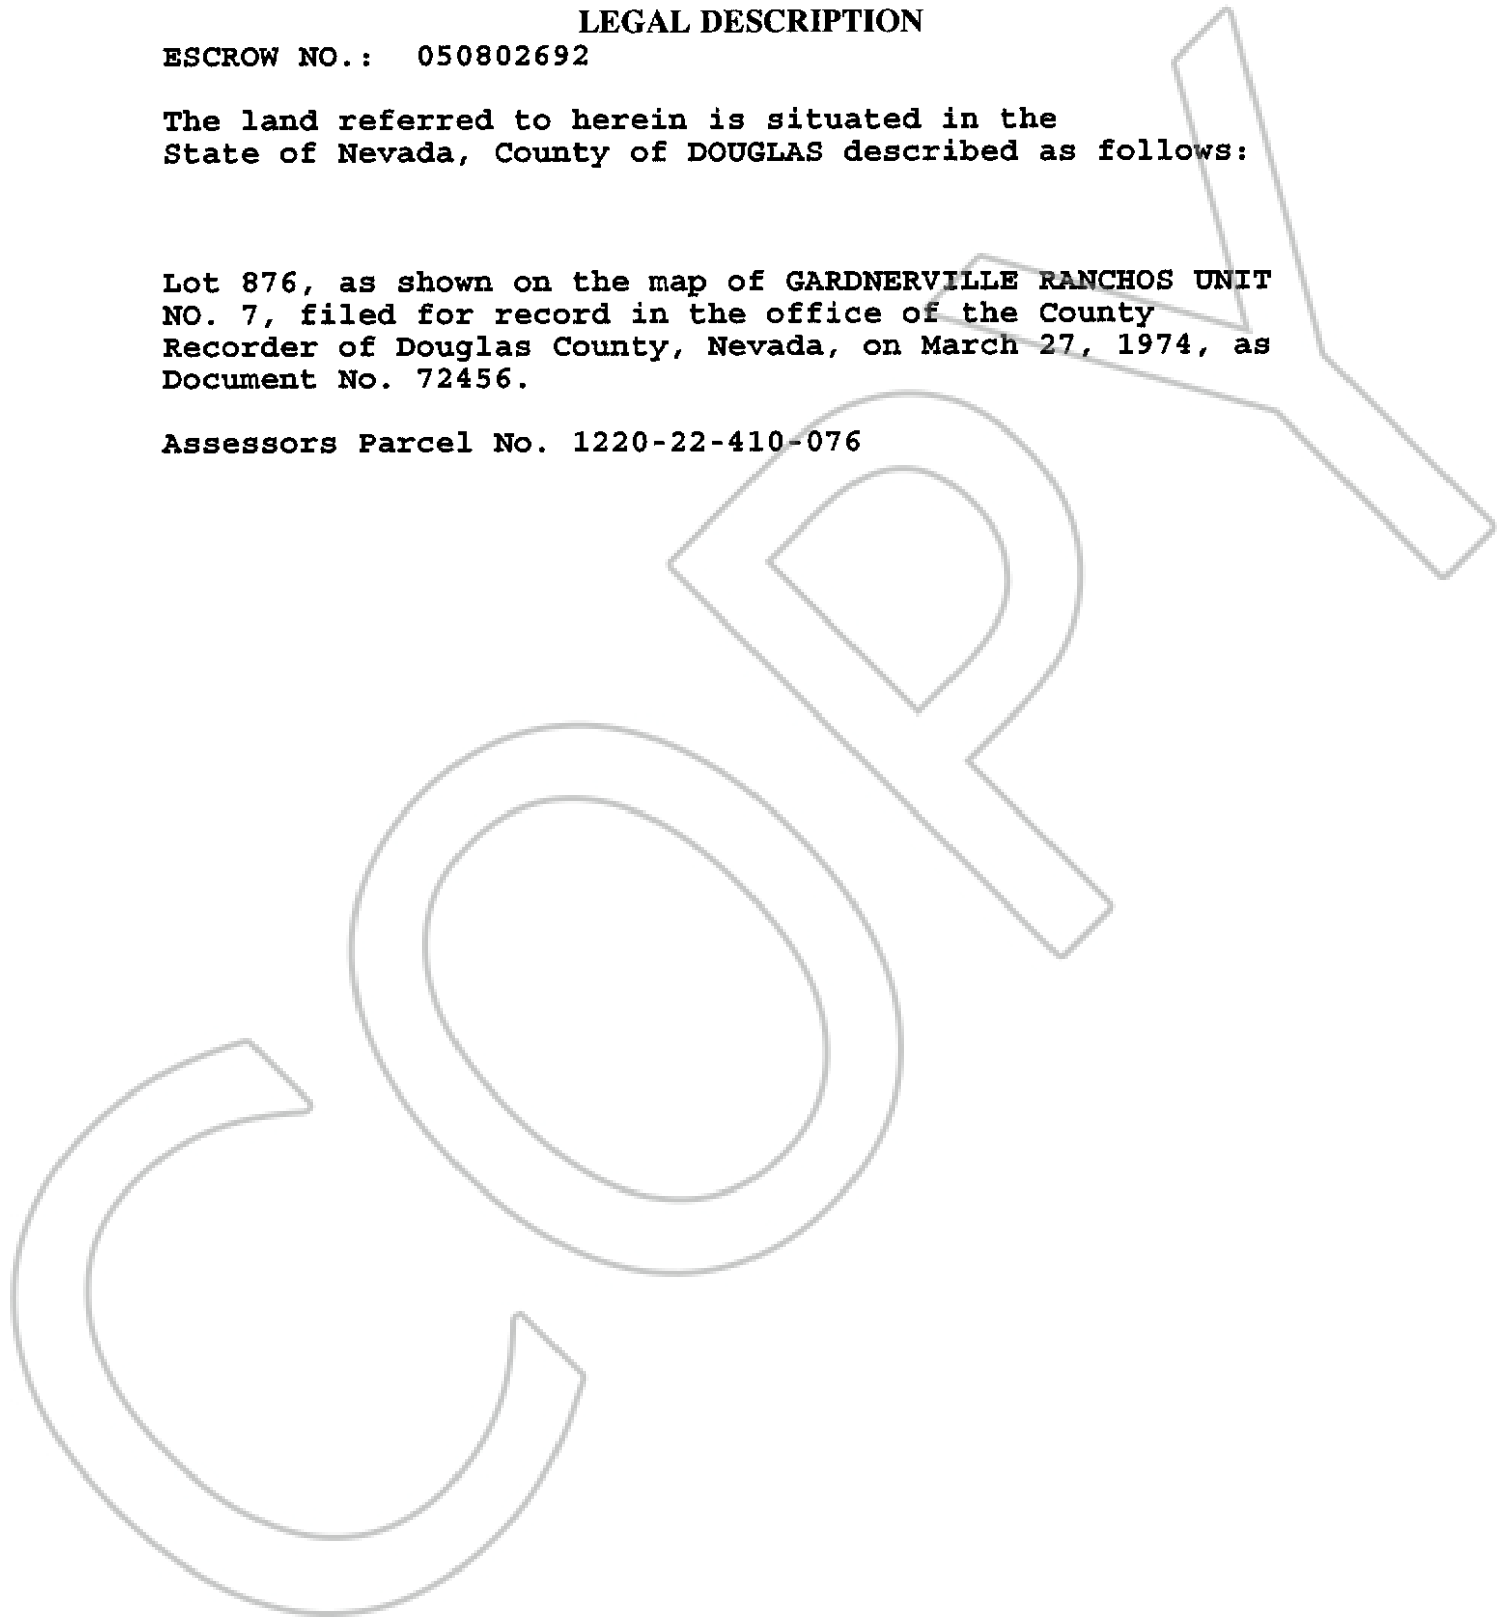 LEGAL DESCRIPTION
ESCROW NO.: 050802692
The land referred to herein is situated in the
State of Nevada, County of DOUGLAS described as follows:
Lot 876, as shown on the map of GARDNERVILLE RANCHOS UNIT
NO. 7, filed for record in the office of the County
Recorder of Douglas County, Nevada, on March 27, 1974, as
Document No. 72456.
Assessors Parcel No. 1220-22-410-076
COPY